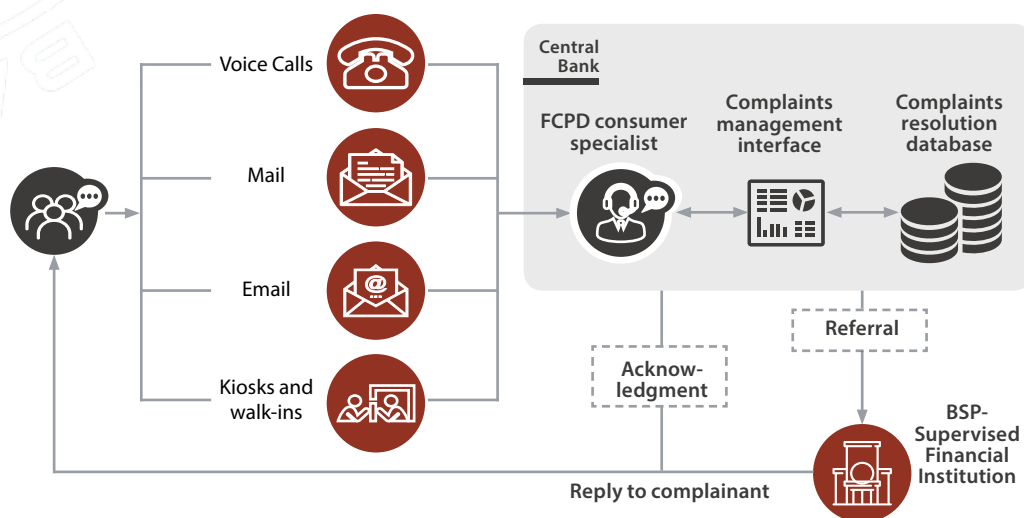 Voice Calls
Mail
Email
Kiosks and
walk-ins
@
Central
Bank
FCPD consumer
specialist
Complaints
management
interface
Complaints
resolution
database
Acknow-
ledgment
Referral
BSP-
Supervised
Financial
Institution
Reply to complainant